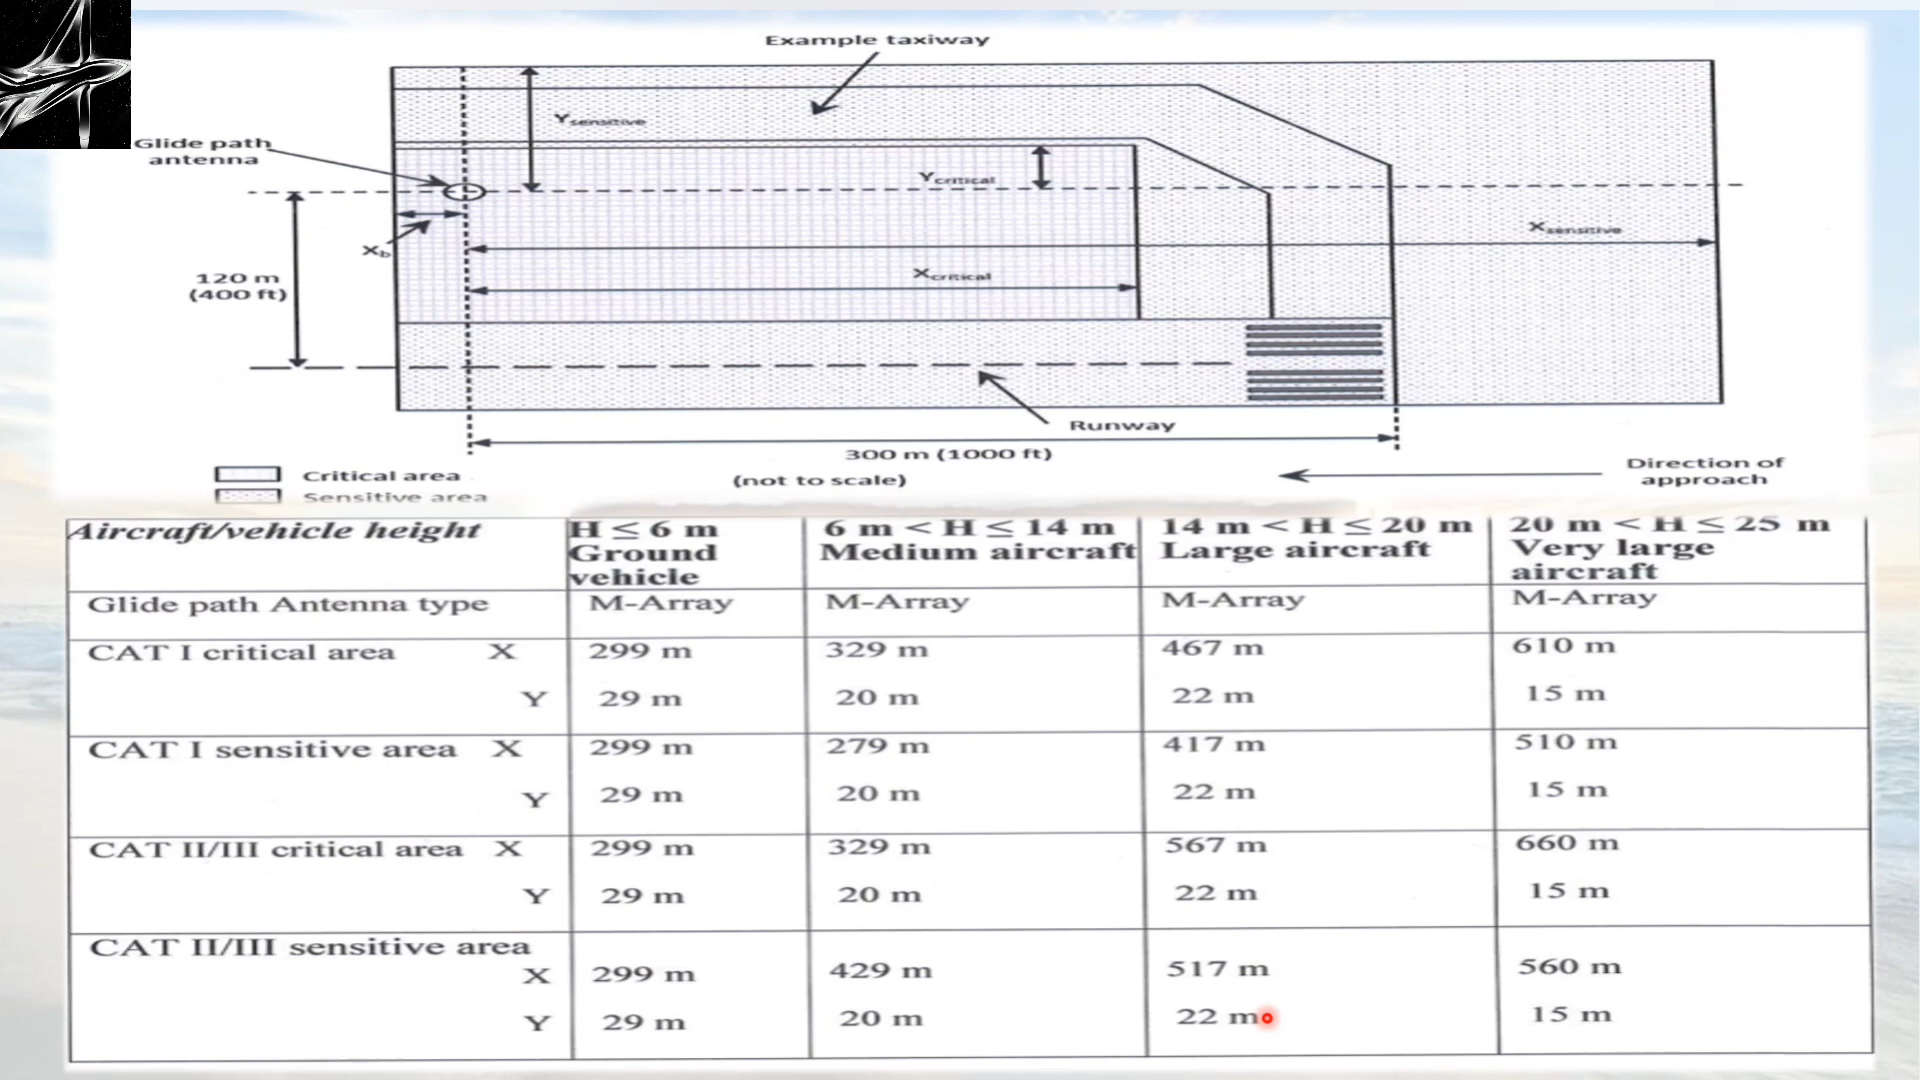 Example taxiway
Y sensitive
Glide path
antenna
Y critical
X sensitive
Xb
X critical
120 m
(400 ft)
Runway
300 m (1000 ft)
Critical area
(not to scale)
Direction of
approach
Sensitive area
Aircraft/vehicle height
H ≤ 6 m
Ground
vehicle
6 m < H ≤ 14 m
Medium aircraft
14 m < H ≤ 20 m
Large aircraft
20 m < H ≤ 25 m
Very large
aircraft
Glide path Antenna type M-Array M-Array M-Array M-Array
CAT I critical area X 299 m 329 m 467 m 610 m
Y 29 m 20 m 22 m 15 m
CAT I sensitive area X 299 m 279 m 417 m 510 m
Y 29 m 20 m 22 m 15 m
CAT II/III critical area X 299 m 329 m 567 m 660 m
Y 29 m 20 m 22 m 15 m
CAT II/III sensitive area
X 299 m 429 m 517 m 560 m
Y 29 m 20 m 22 m 15 m